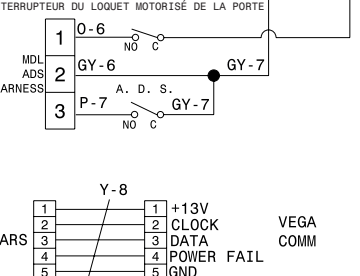 TERRUPTEUR DU LOQUET MOTORISÉ DE LA PORTE
1 O-6 NO C
MDL ADS ARNESS
2 GY-6 GY-7
A. D. S.
3 P-7 NO C GY-7
Y-8
1 1 +13V
2 2 CLOCK VEGA
ARS 3 3 DATA COMM
4 4 POWER FAIL
5 5 GND